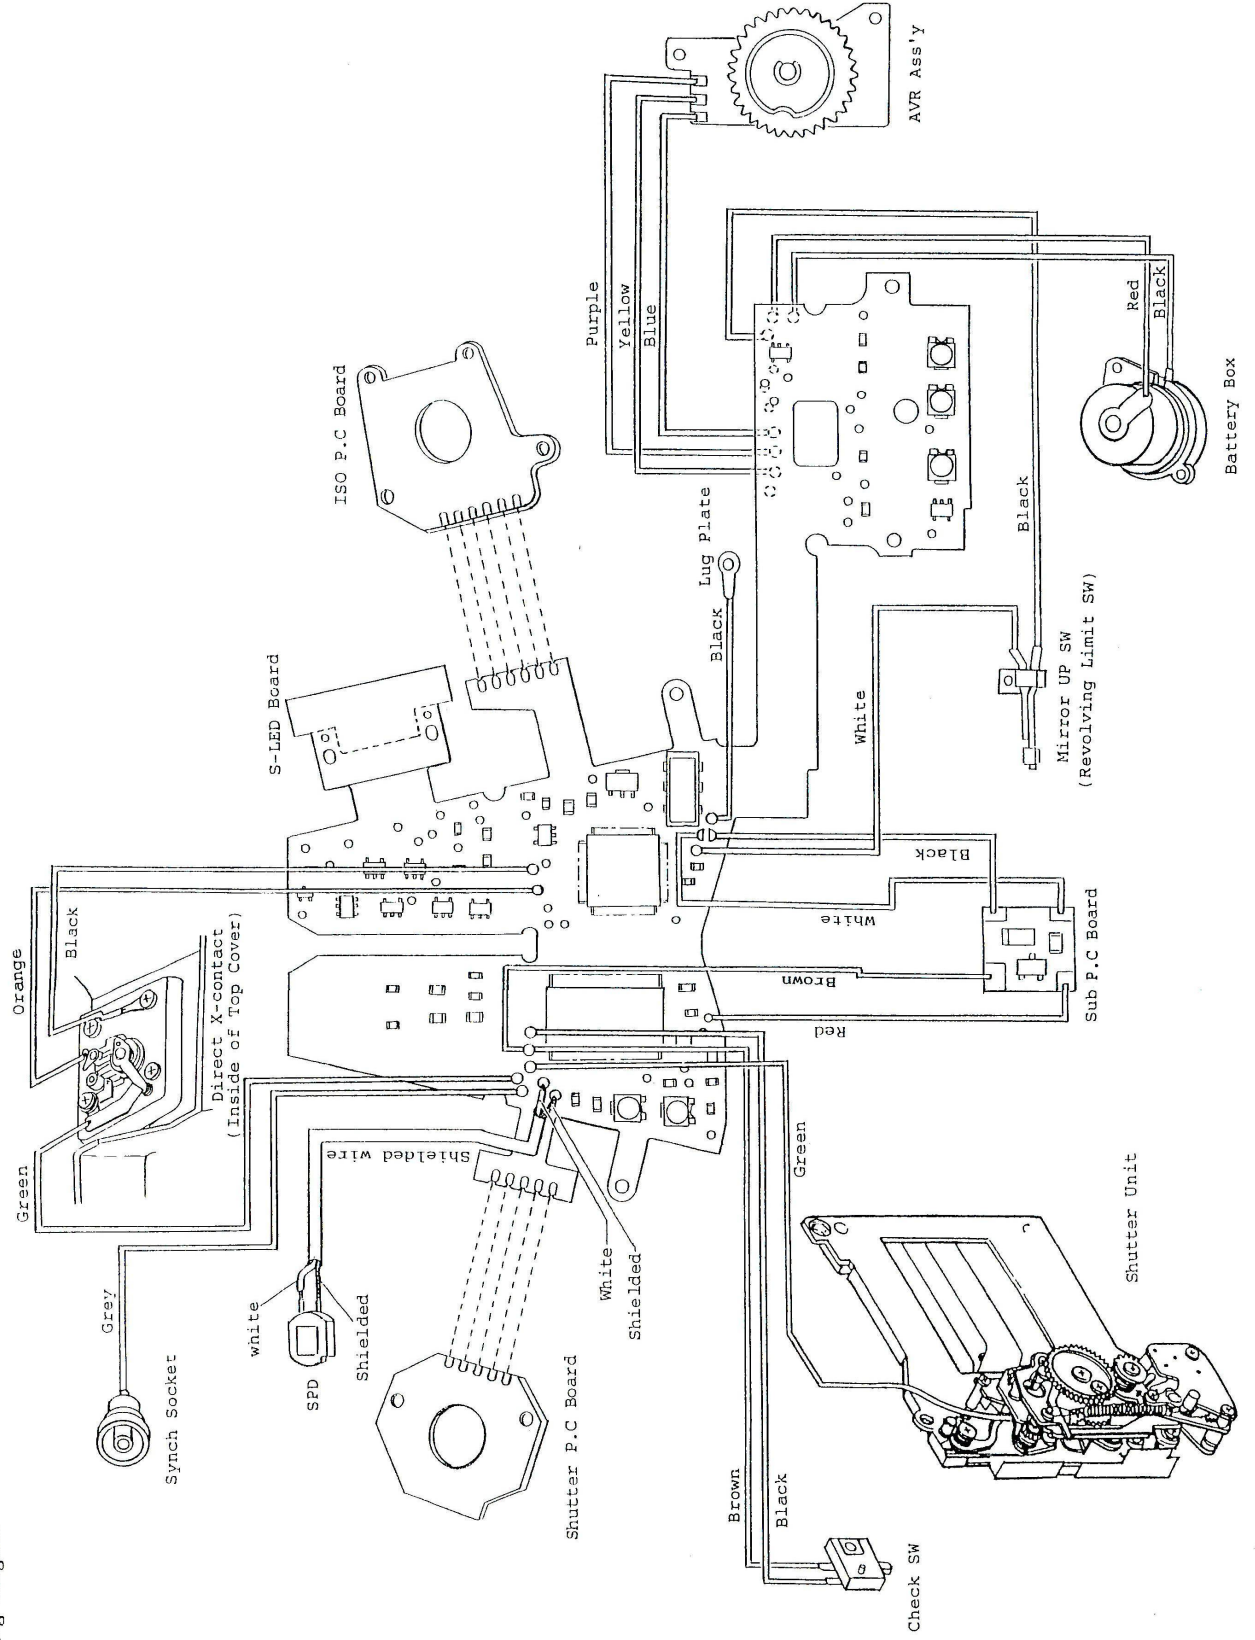 Green
Orange
Black
Grey
Synch Socket
Direct X-contact
(Inside of Top Cover)
white
SPD
Shielded
Shielded wire
S-LED Board
ISO P.C Board
Shutter P.C Board
White
Shielded
Purple
Yellow
Blue
Lug Plate
Black
Brown
Black
Green
Red
Brown
White
Black
White
Check SW
AVR Ass'y
Black
Mirror UP SW
(Revolving Limit SW)
Sub P.C Board
Shutter Unit
Red
Black
Battery Box